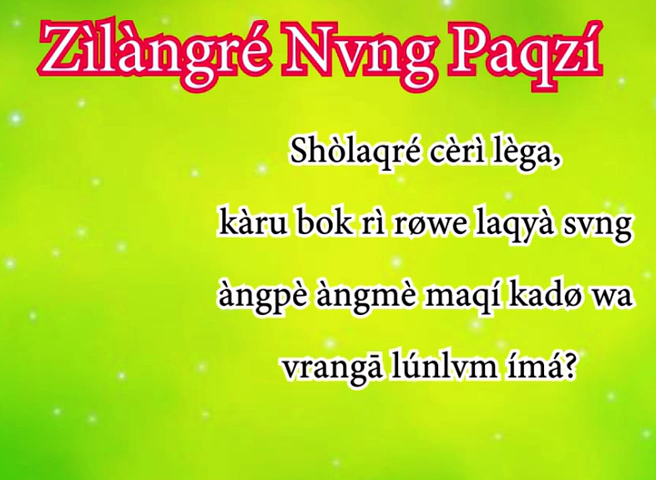 Zìlàngré Nvng Paqzí
Shòlaqré cèrì lèga,
kàru bok rì røwe laqyà svng
àngpè àngmè maqí kadø wa
vrangā lúnlvm ímá?